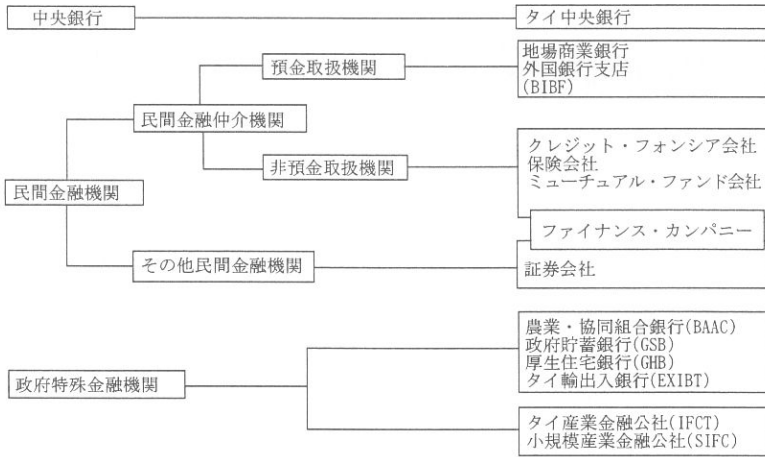 中央銀行
タイ中央銀行
預金取扱機関
地場商業銀行
外国銀行支店
(BIBF)
民間金融仲介機関
非預金取扱機関
クレジット・フォンシア会社
保険会社
ミューチュアル・ファンド会社
民間金融機関
ファイナンス・カンパニー
その他民間金融機関
証券会社
政府特殊金融機関
農業・協同組合銀行(BAAC)
政府貯蓄銀行(GSB)
厚生住宅銀行(GHB)
タイ輸出入銀行(EXIBT)
タイ産業金融公社(IFCT)
小規模産業金融公社(SIFC)